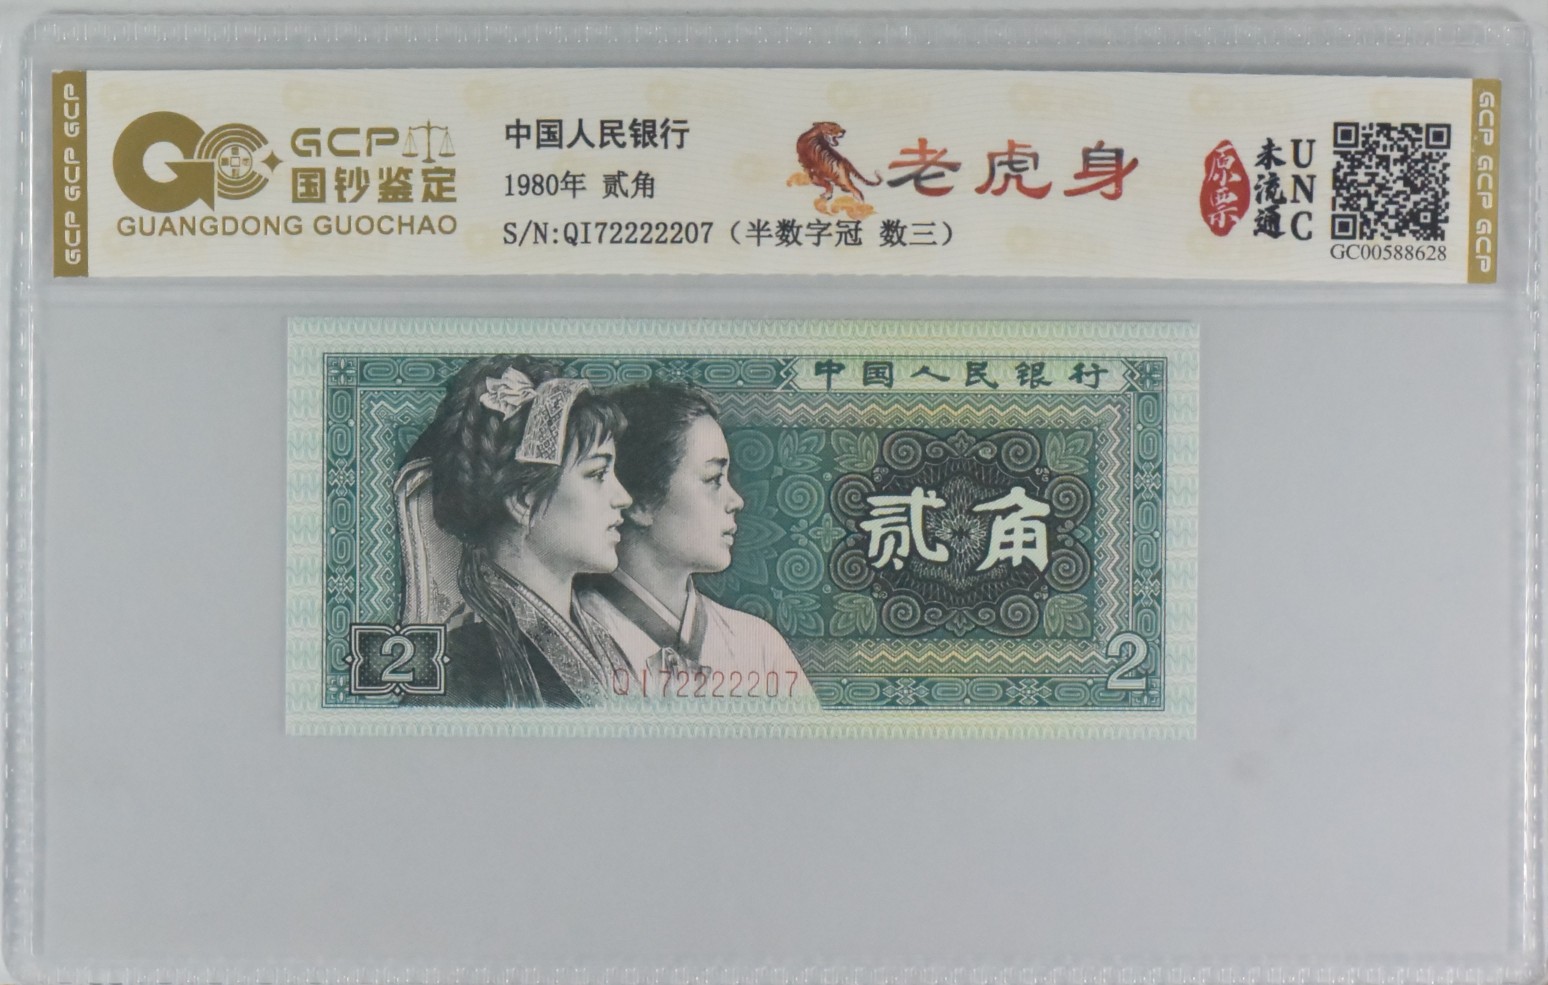 GCP GCP GCP
GCP
国钞鉴定
GUANGDONG GUOCHAO
中国人民银行
1980年 贰角
S/N:QI72222207（半数字冠 数三）
老虎身
原票
未流通
UNC
GC00588628
GCP GCP GCP
中国人民银行
贰角
2
2
QI72222207